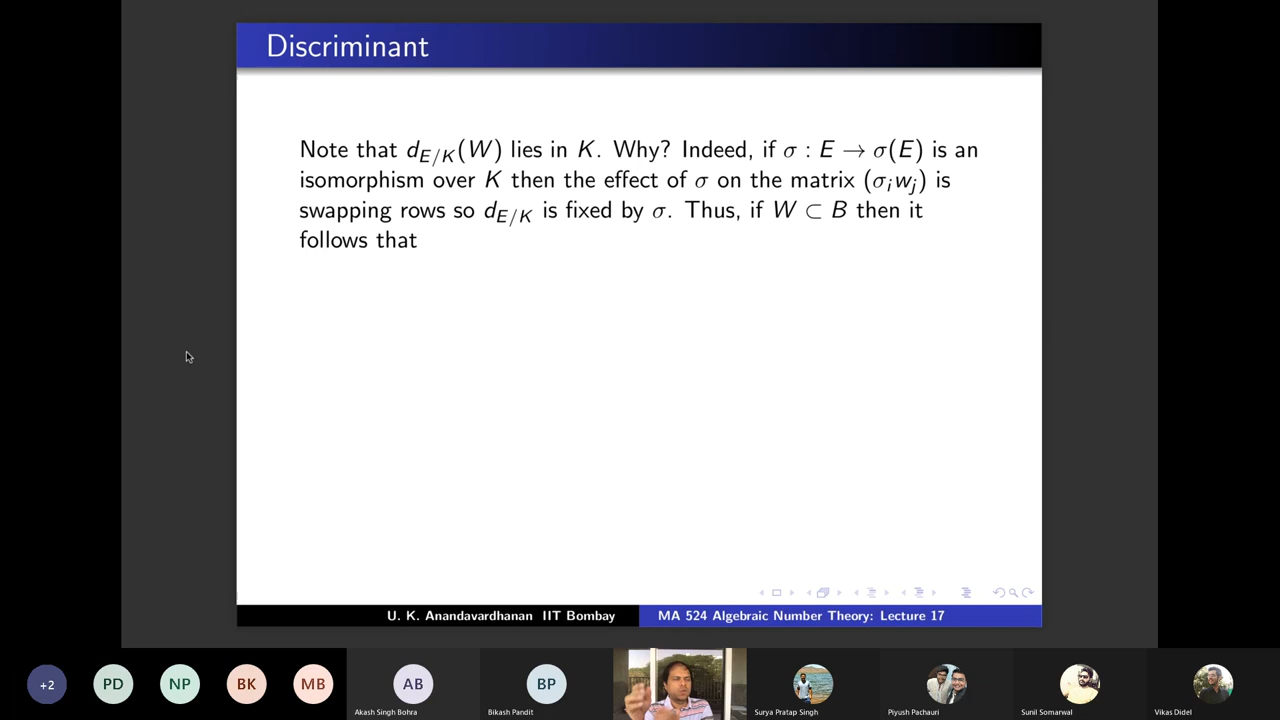 Discriminant
Note that d_{E/K}(W) lies in K. Why? Indeed, if σ : E → σ(E) is an
isomorphism over K then the effect of σ on the matrix (σ_i w_j) is
swapping rows so d_{E/K} is fixed by σ. Thus, if W ⊂ B then it
follows that
U. K. Anandavardhanan IIT Bombay
MA 524 Algebraic Number Theory: Lecture 17
+2
PD
NP
BK
MB
AB
Akash Singh Bohra
BP
Bikash Pandit
Surya Pratap Singh
Piyush Pachauri
Sunil Somarwal
Vikas Didel